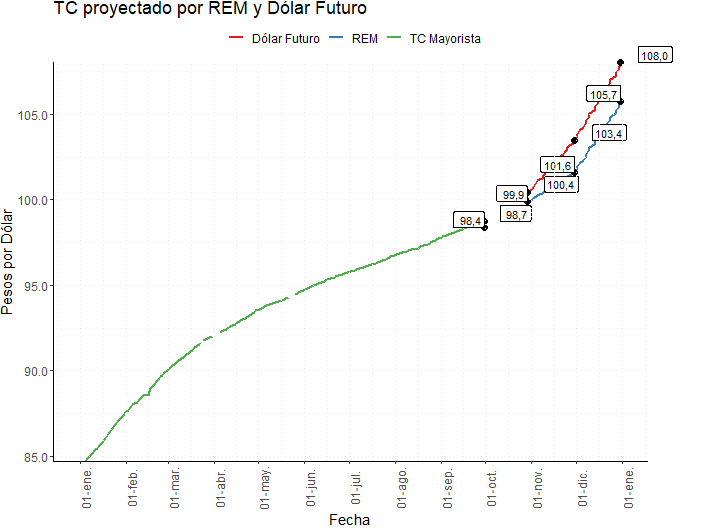 TC proyectado por REM y Dólar Futuro
Dólar Futuro REM TC Mayorista
108,0
105,7
103,4
101,6
100,4
99,9
98,7
98,4
105.0
100.0
95.0
90.0
85.0
Pesos por Dólar
01-ene. 01-feb. 01-mar. 01-abr. 01-may. 01-jun. 01-jul. 01-ago. 01-sep. 01-oct. 01-nov. 01-dic. 01-ene.
Fecha